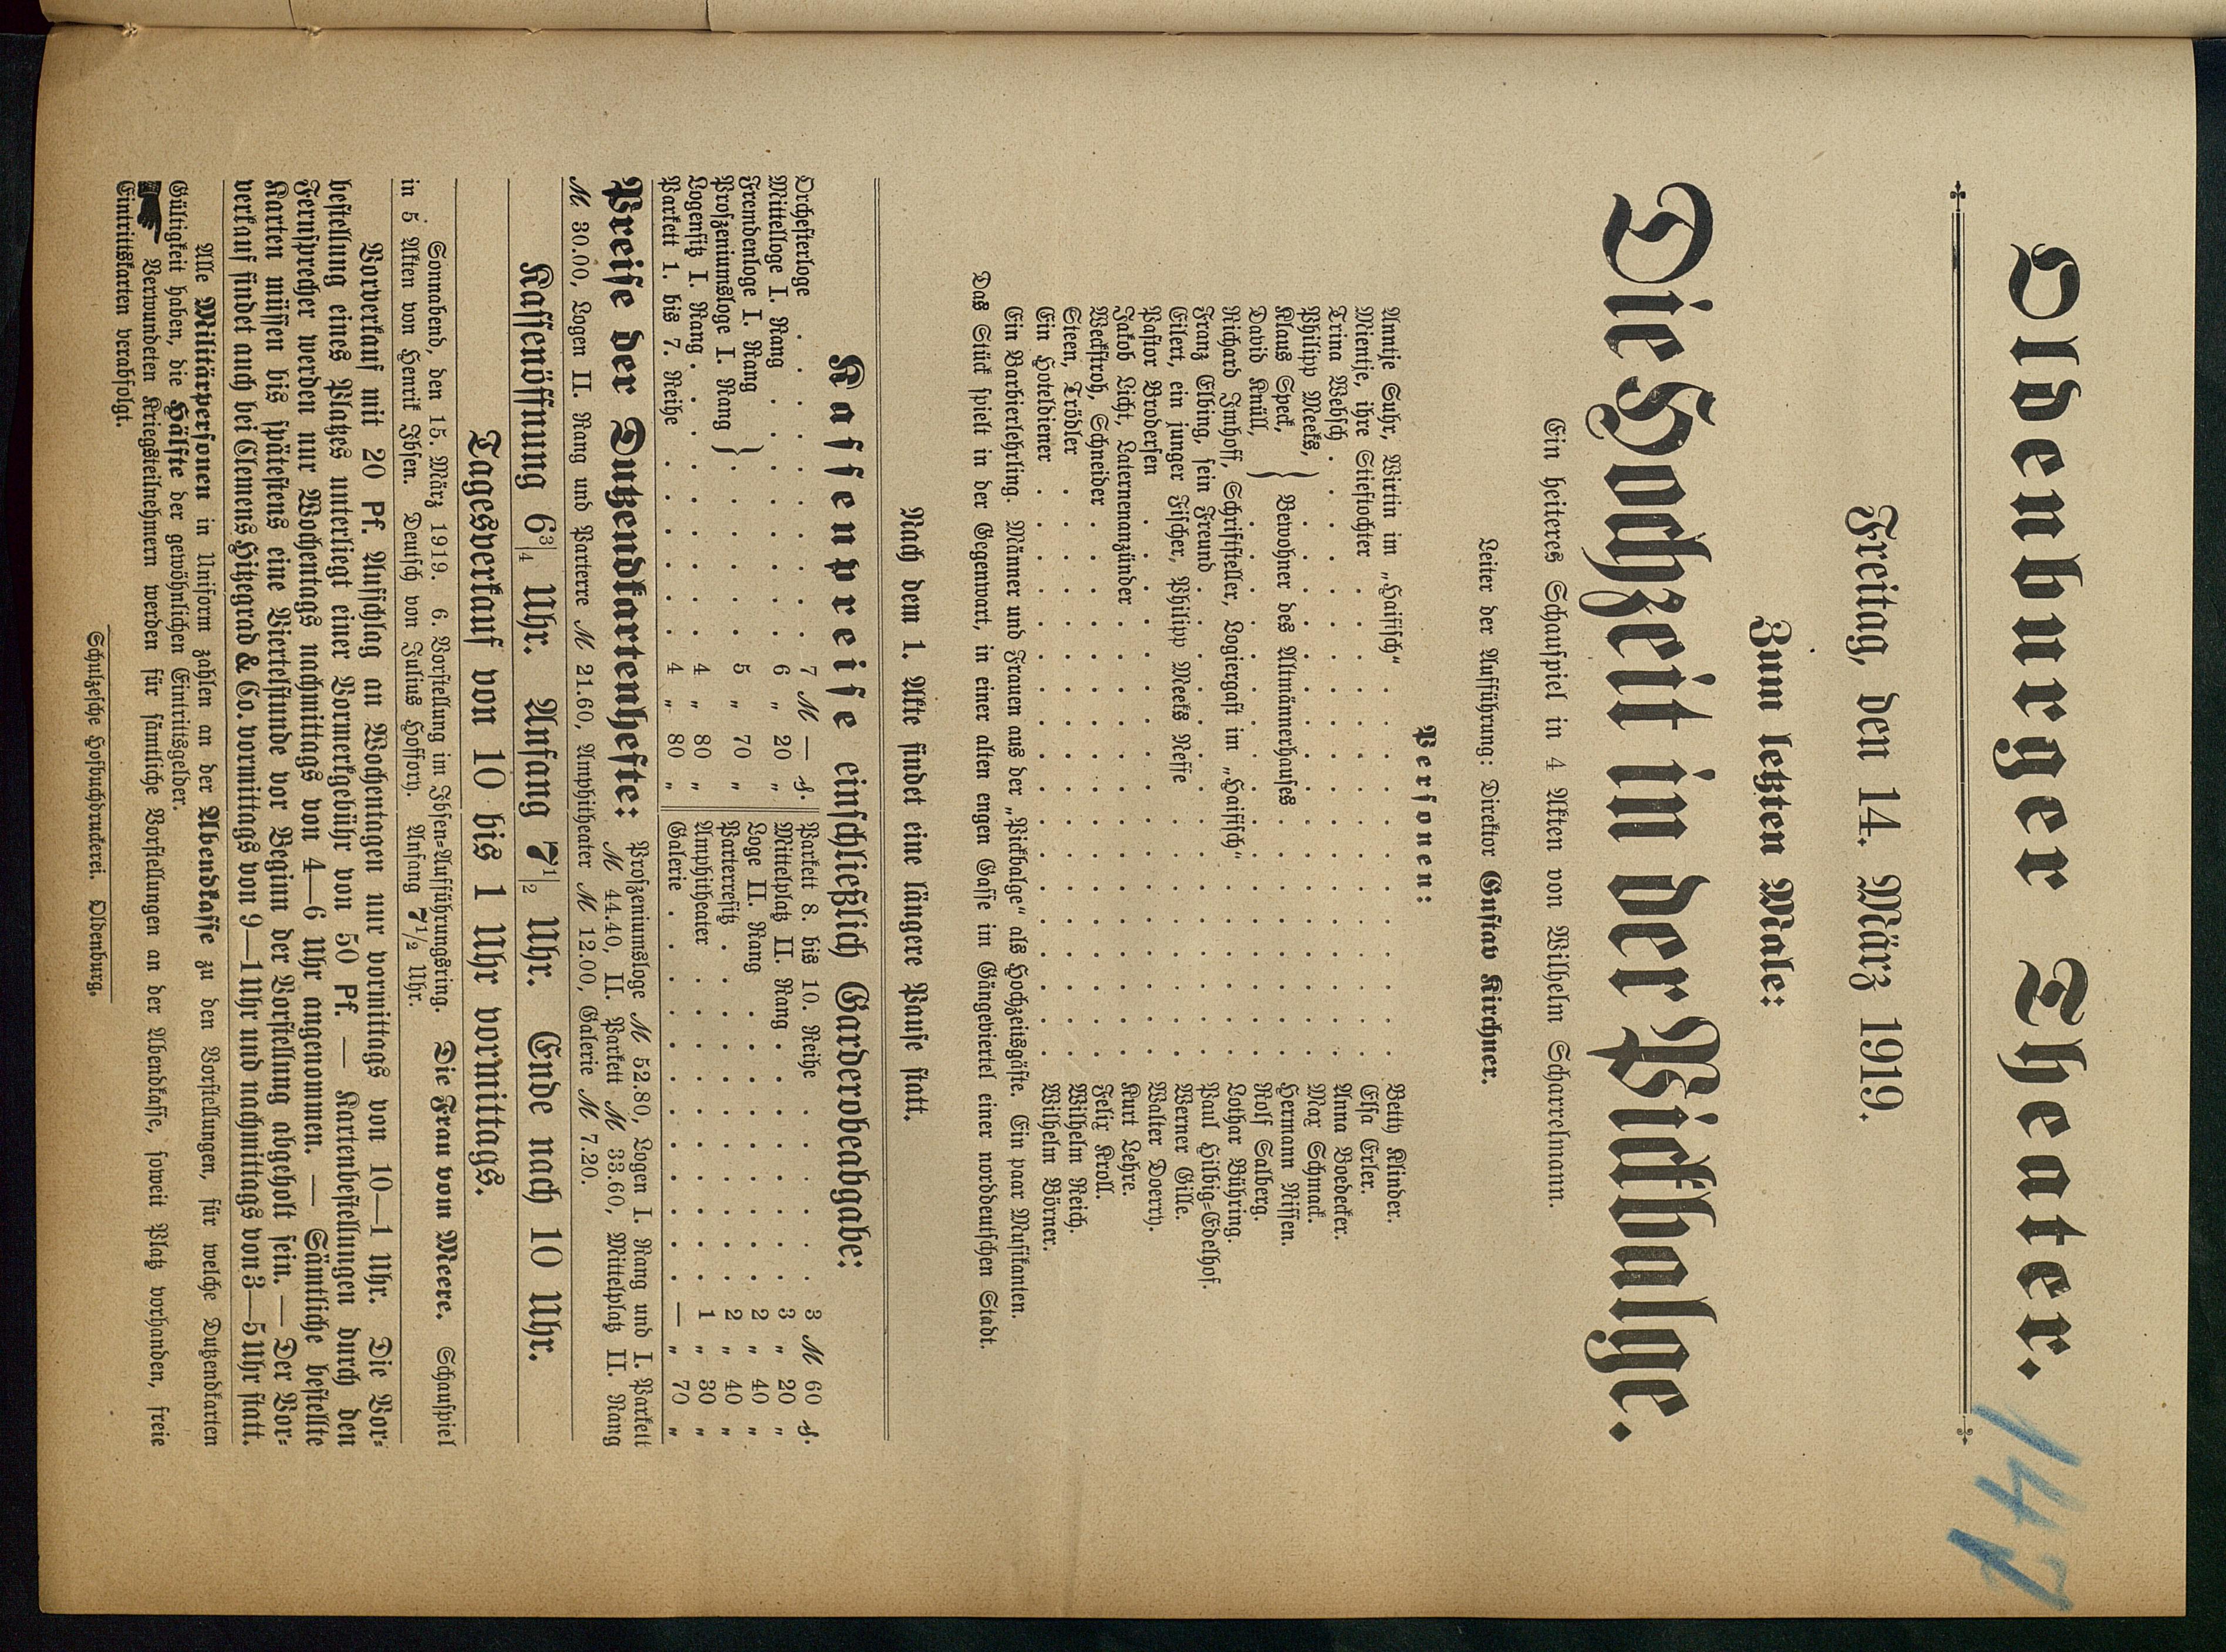 Oldenburger Theater.
147
Freitag, den 14. März 1919.
Zum letzten Male:
Die Hochzeit in der Pickbalge.
Ein heiteres Schauspiel in 4 Akten von Wilhelm Scharrelmann.
Leiter der Aufführung: Direktor Gustav Kirchner.
Personen:
Anntje Suhr, Wirtin im „Haifisch“ . . . Betty Klinder.
Mientje, ihre Stieftochter . . . Elsa Erler.
Trina Websch . . . Anna Boedecker.
Philipp Meeks, } Max Schmack.
Klaus Speck, } Bewohner des Altmännerhauses . . . Hermann Nissen.
David Knüll, } Rolf Salberg.
Richard Imhoff, Schriftsteller, Logiergast im „Haifisch“ . . . Lothar Bühring.
Franz Elbing, sein Freund . . . Paul Hilbig-Edelhof.
Eilert, ein junger Fischer, Philipp Meeks Neffe . . . Werner Gille.
Pastor Brodersen . . . Walter Doerry.
Jakob Licht, Laternenanzünder . . . Kurt Lehre.
Weckstroh, Schneider . . . Felix Kroll.
Steen, Trödler . . . Wilhelm Reich.
Ein Hoteldiener . . . Wilhelm Börner.
Ein Barbierlehrling. Männer und Frauen aus der „Pickbalge“ als Hochzeitsgäste. Ein paar Musikanten.
Das Stück spielt in der Gegenwart, in einer alten engen Gasse im Gängeviertel einer norddeutschen Stadt.
Nach dem 1. Akte findet eine längere Pause statt.
Kassenpreise einschließlich Garderobeabgabe:
Orchesterloge . . . 7 M — ₰.
Mittelloge I. Rang . . . 6 „ 20 „
Fremdenloge I. Rang }
Proszeniumsloge I. Rang } . . . 5 „ 70 „
Logensitz I. Rang . . . 4 „ 80 „
Parkett 1. bis 7. Reihe . . . 4 „ 80 „
Parkett 8. bis 10. Reihe . . . 3 M 60 ₰.
Mittelplatz II. Rang . . . 3 „ 20 „
Loge II. Rang . . . 2 „ 40 „
Parterresitz . . . 2 „ 40 „
Amphitheater . . . 1 „ 30 „
Galerie . . . — „ 70 „
Preise der Dutzendkartenhefte: Proszeniumsloge M 52.80, Logen I. Rang und I. Parkett
M 44.40, II. Parkett M 33.60, Mittelplatz II. Rang
M 30.00, Logen II. Rang und Parterre M 21.60, Amphitheater M 12.00, Galerie M 7.20.
Kassenöffnung 6 3/4 Uhr. Anfang 7 1/2 Uhr. Ende nach 10 Uhr.
Tagesverkauf von 10 bis 1 Uhr vormittags.
Sonnabend, den 15. März 1919. 6. Vorstellung im Ibsen-Aufführungsring. Die Frau vom Meere. Schauspiel
in 5 Akten von Henrik Ibsen. Deutsch von Julius Hoffory. Anfang 7 1/2 Uhr.
Vorverkauf mit 20 Pf. Aufschlag an Wochentagen nur vormittags von 10—1 Uhr. Die Vor-
bestellung eines Platzes unterliegt einer Vormerkgebühr von 50 Pf. — Kartenbestellungen durch den
Fernsprecher werden nur Wochentags nachmittags von 4—6 Uhr angenommen. — Sämtliche bestellte
Karten müssen bis spätestens eine Viertelstunde vor Beginn der Vorstellung abgeholt sein. — Der Vor-
verkauf findet auch bei Clemens Hitzegrad & Co. vormittags von 9—1 Uhr und nachmittags von 3—5 Uhr statt.
Alle Militärpersonen in Uniform zahlen an der Abendkasse zu den Vorstellungen, für welche Dutzendkarten
Gültigkeit haben, die Hälfte der gewöhnlichen Eintrittsgelder.
Verwundeten Kriegsteilnehmern werden für sämtliche Vorstellungen an der Abendkasse, soweit Platz vorhanden, freie
Eintrittskarten verabfolgt.
Schulzesche Hofbuchdruckerei. Oldenburg.